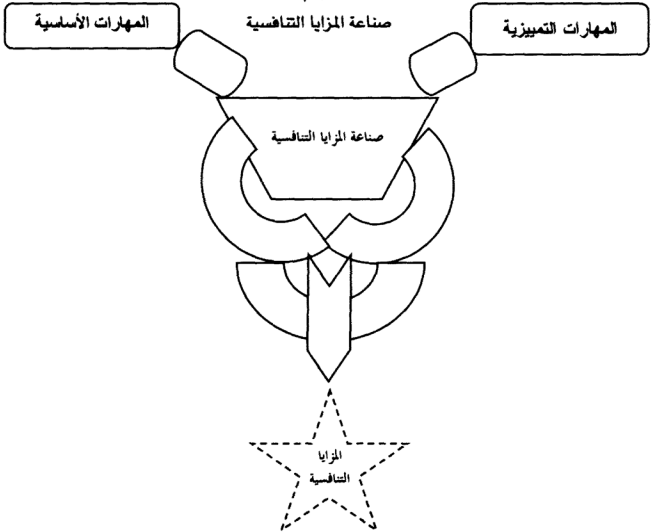 صناعة المزايا التنافسية
المهارات التمييزية
المهارات الأساسية
صناعة المزايا التنافسية
المزايا
التنافسية